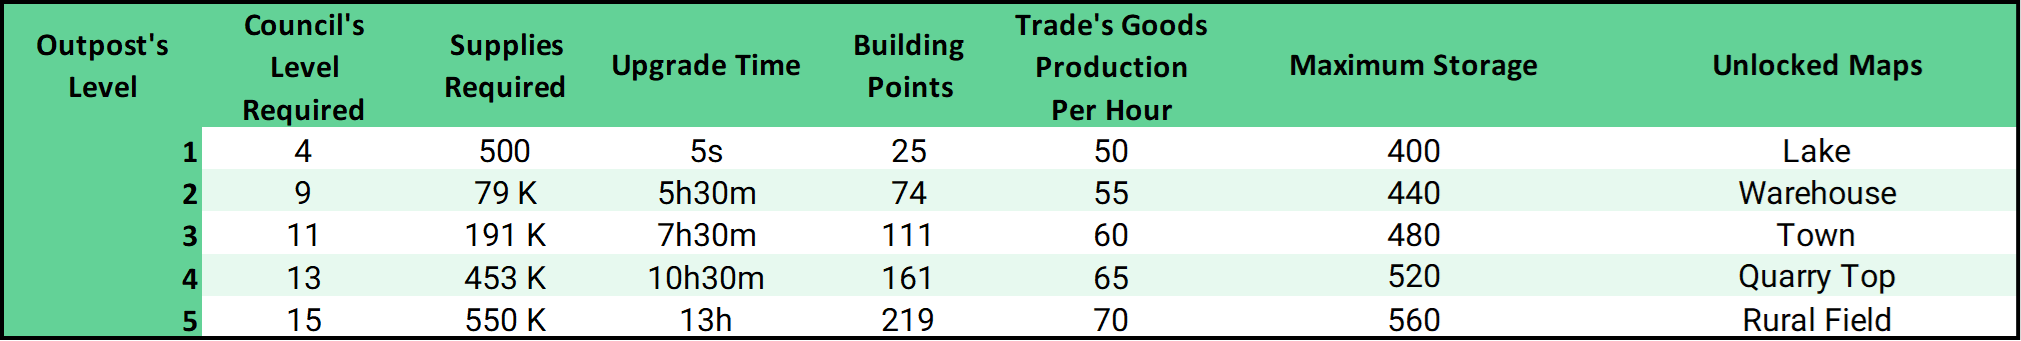 Outpost's Level Council's Level Required Supplies Required Upgrade Time Building Points Trade's Goods Production Per Hour Maximum Storage Unlocked Maps
1 4 500 5s 25 50 400 Lake
2 9 79 K 5h30m 74 55 440 Warehouse
3 11 191 K 7h30m 111 60 480 Town
4 13 453 K 10h30m 161 65 520 Quarry Top
5 15 550 K 13h 219 70 560 Rural Field